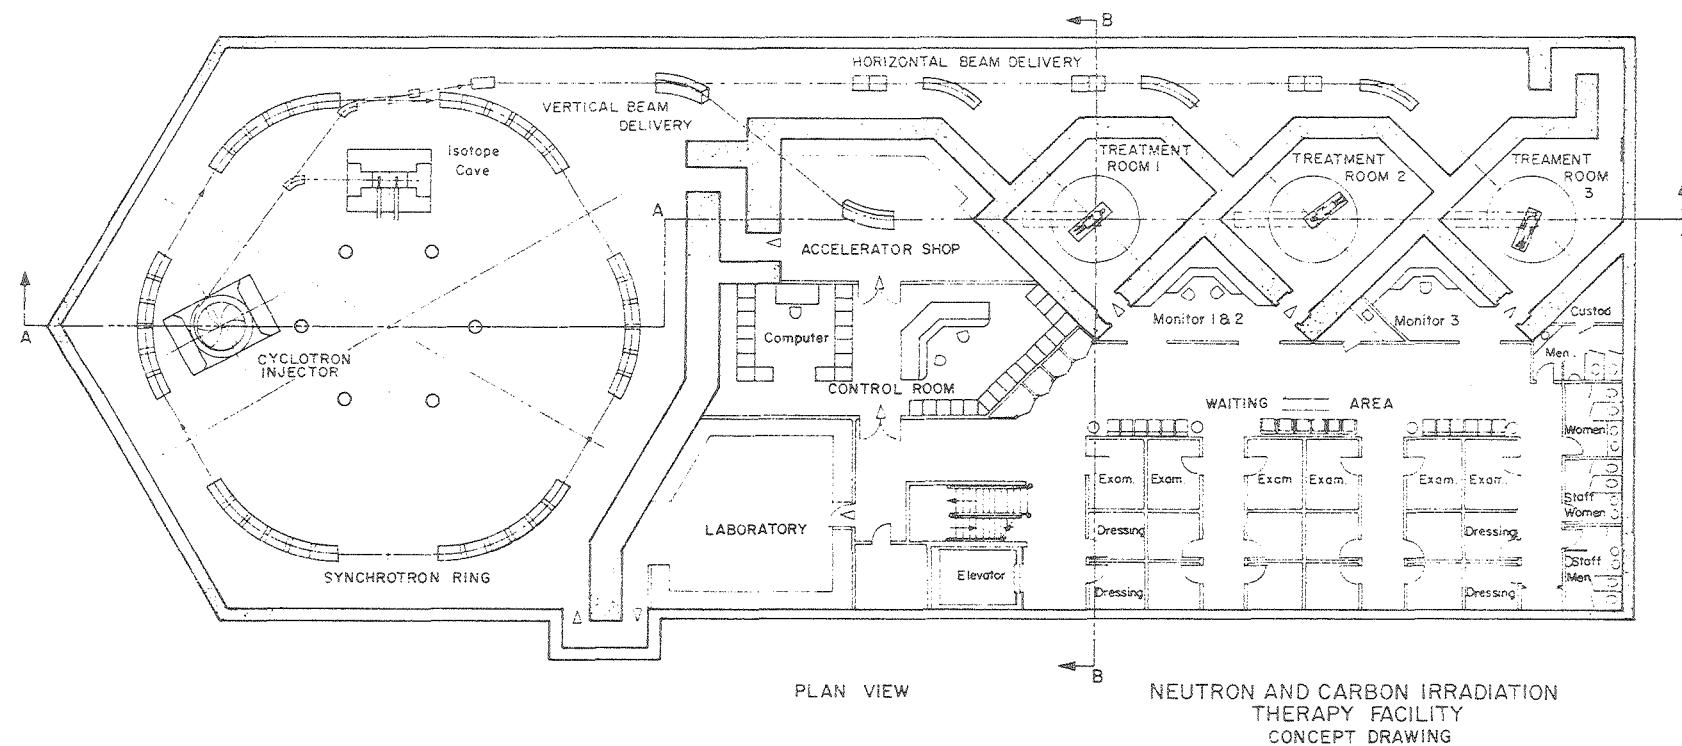 B
HORIZONTAL BEAM DELIVERY
VERTICAL BEAM
DELIVERY
Isotope
Cave
TREATMENT
ROOM 1
TREATMENT
ROOM 2
TREAMENT
ROOM
3
A
ACCELERATOR SHOP
A
CYCLOTRON
INJECTOR
Computer
Monitor 1 & 2
Monitor 3
Custod
Men
CONTROL ROOM
WAITING
AREA
Women
Exam.
Exam.
Exam
Exam.
Exam
Exam.
Staff
Women
LABORATORY
Dressing
Dressing
SYNCHROTRON RING
Elevator
Staff
Men
Dressing
Dressing
B
PLAN VIEW
NEUTRON AND CARBON IRRADIATION
THERAPY FACILITY
CONCEPT DRAWING